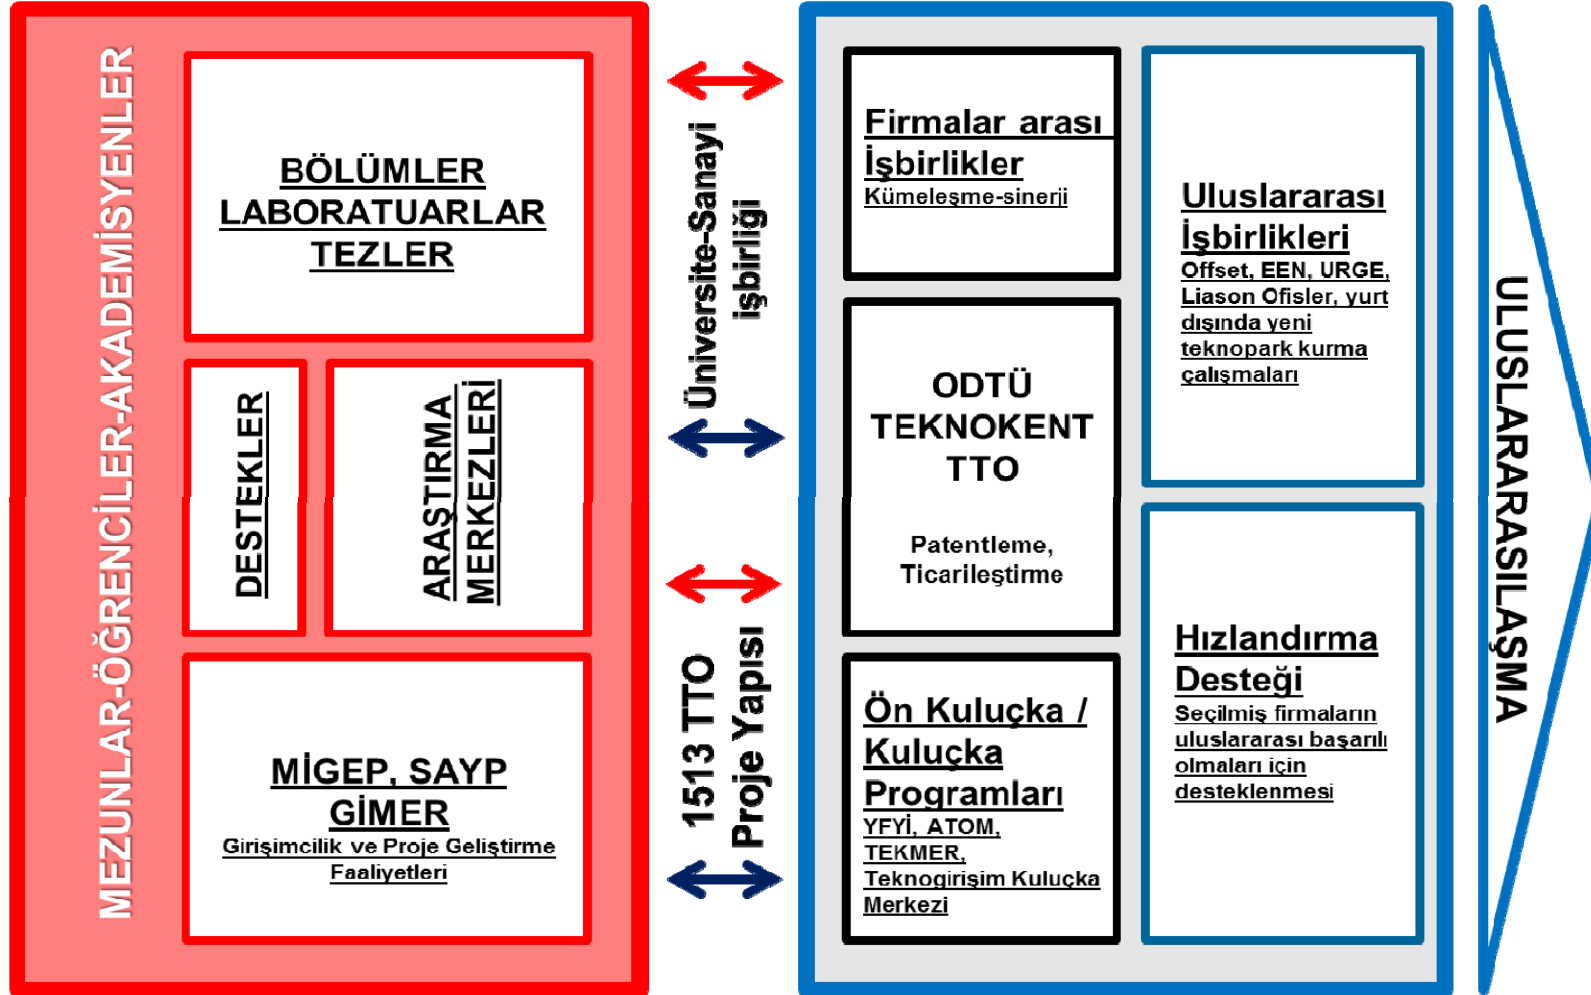 MEZUNLAR-ÖĞRENCİLER-AKADEMİSYENLER
BÖLÜMLER
LABORATUARLAR
TEZLER
DESTEKLER
ARAŞTIRMA
MERKEZLERİ
MİGEP, SAYP
GİMER
Girişimcilik ve Proje Geliştirme
Faaliyetleri
Üniversite-Sanayi
işbirliği
1513 TTO
Proje Yapısı
Firmalar arası
İşbirlikler
Kümeleşme-sinerji
ODTÜ
TEKNOKENT
TTO
Patentleme,
Ticarileştirme
Ön Kuluçka /
Kuluçka
Programları
YFYİ, ATOM,
TEKMER,
Teknogirişim Kuluçka
Merkezi
Uluslararası
İşbirlikleri
Offset, EEN, URGE,
Liason Ofisler, yurt
dışında yeni
teknopark kurma
çalışmaları
Hızlandırma
Desteği
Seçilmiş firmaların
uluslararası başarılı
olmaları için
desteklenmesi
ULUSLARARASILAŞMA